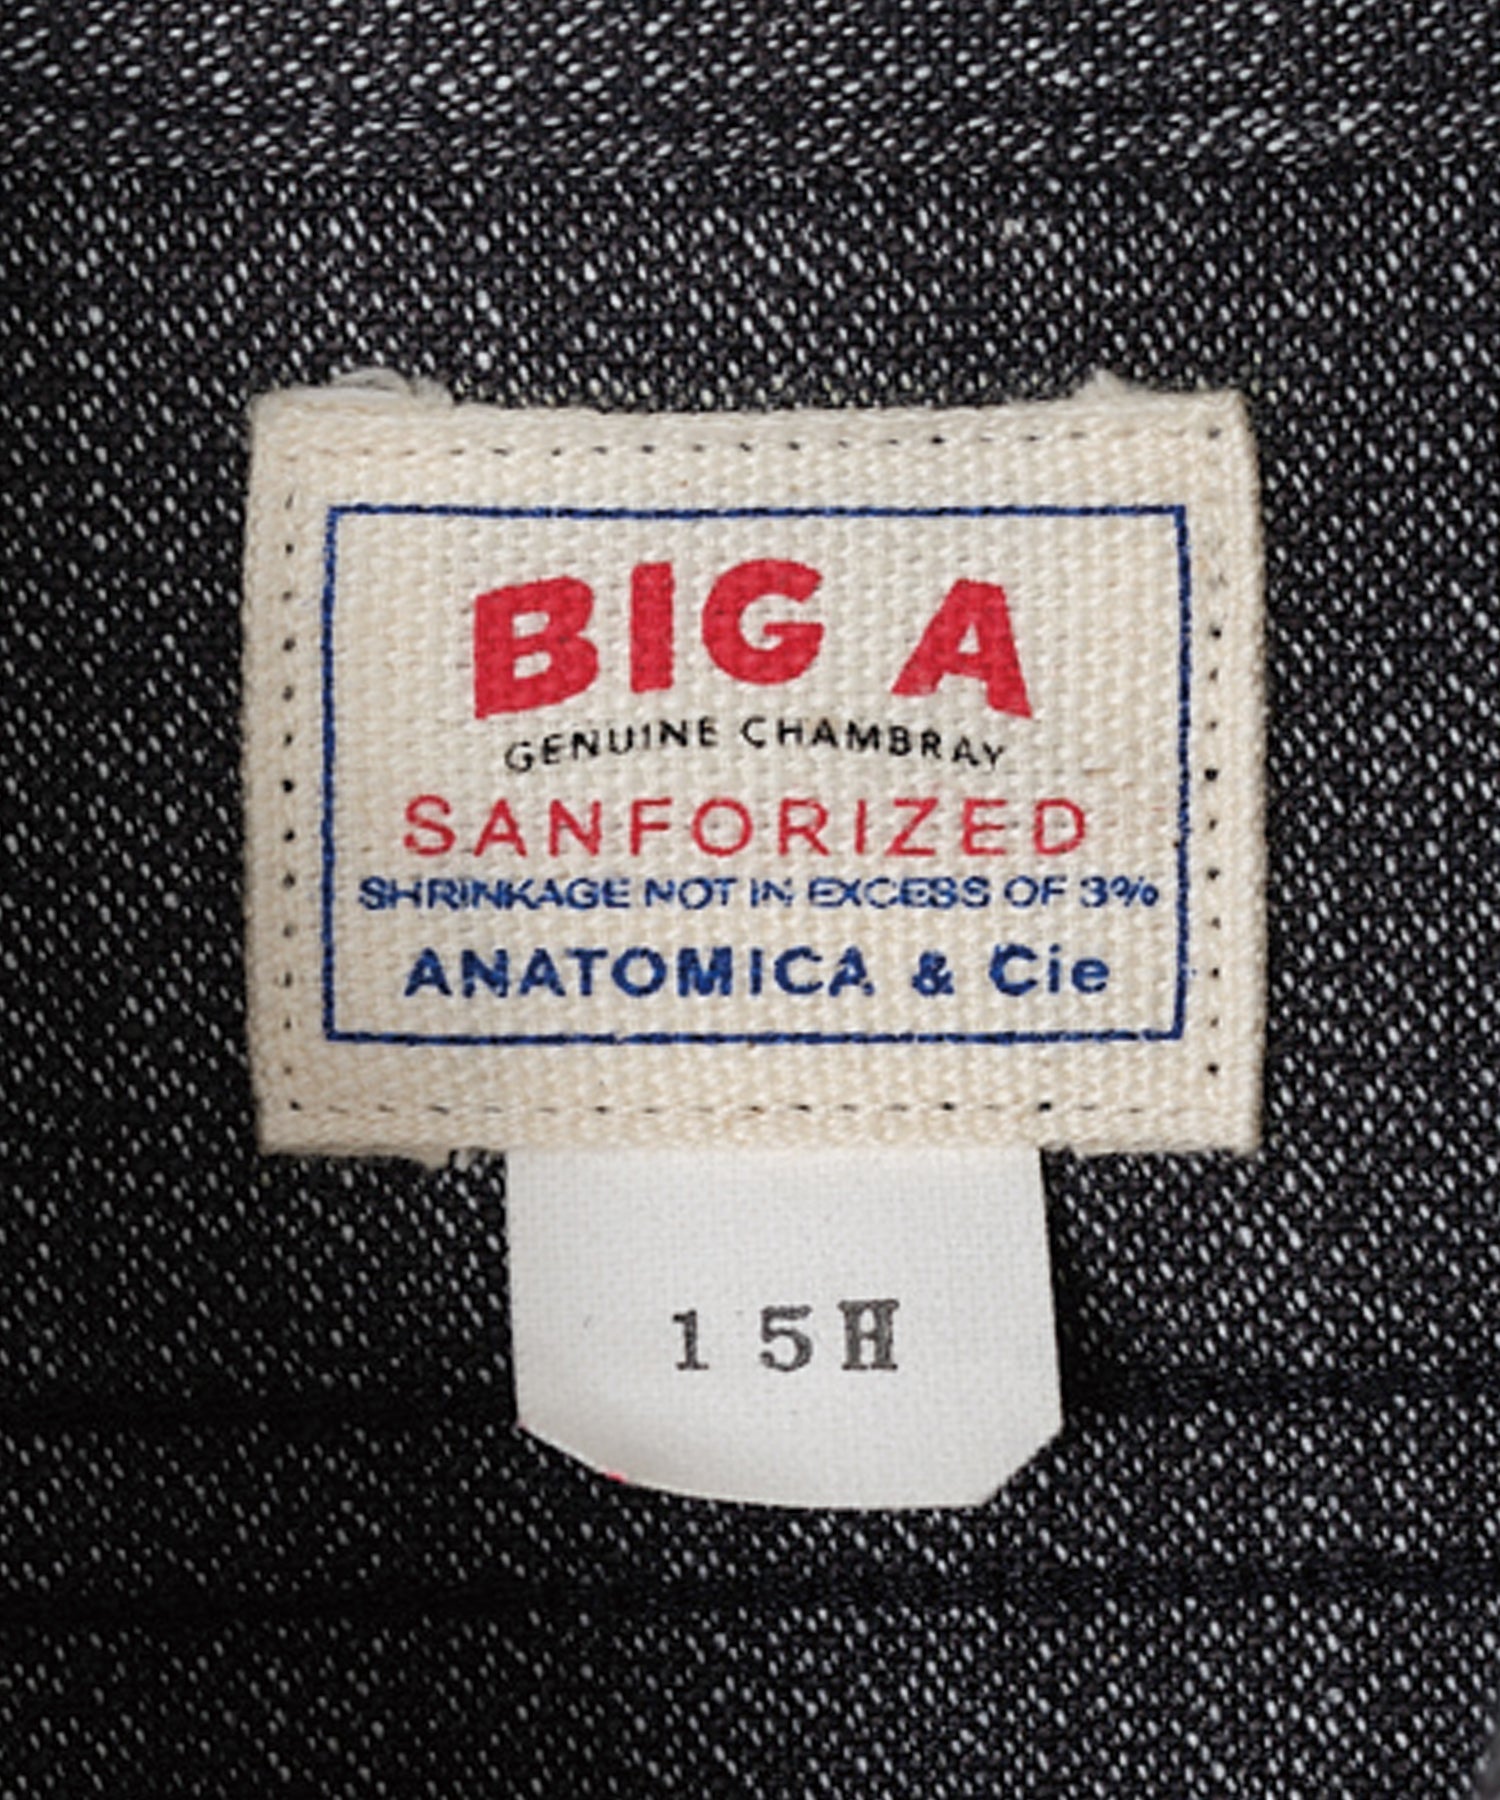 BIG A
GENUINE CHAMBRAY
SANFORIZED
SHRINKAGE NOT IN EXCESS OF 3%
ANATOMICA & Cie
15H